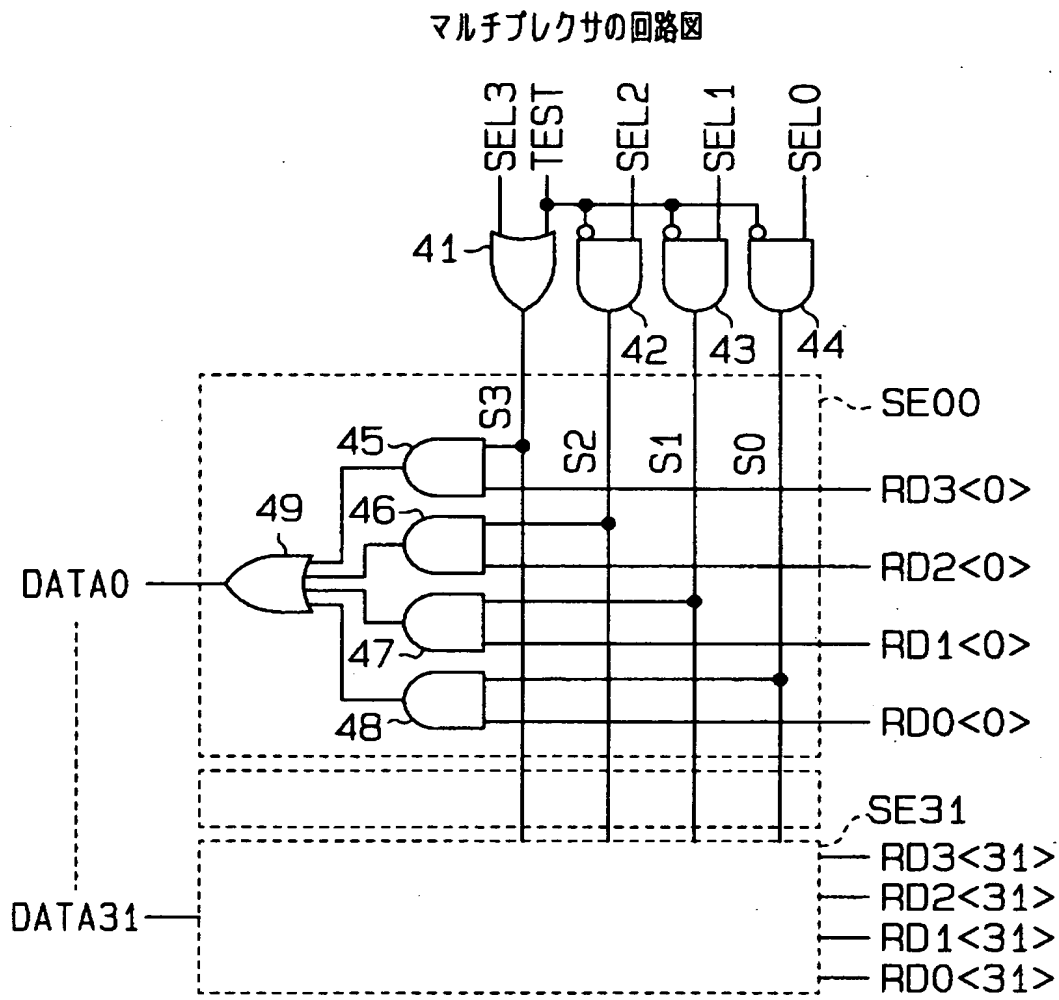 マルチプレクサの回路図
SEL3
TEST
SEL2
SEL1
SEL0
41
42
43
44
SE00
S3
S2
S1
S0
45
RD3<0>
46
49
RD2<0>
DATA0
47
RD1<0>
48
RD0<0>
SE31
RD3<31>
RD2<31>
DATA31
RD1<31>
RD0<31>